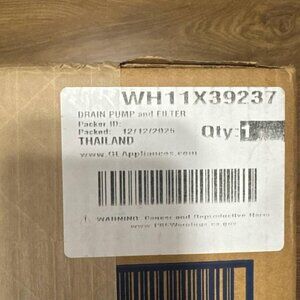 WH11X39237
DRAIN PUMP and FILTER
Packer ID:
Packed: 12/12/2025
Qty:1
THAILAND
www.GEAppliances.com
WARNING: Cancer and Reproductive Harm
www.P65Warnings.ca.gov